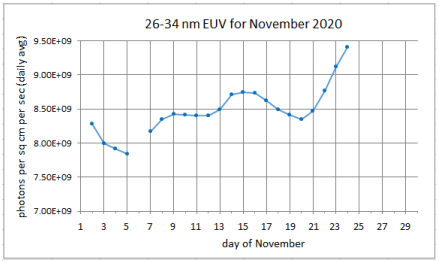 26-34 nm EUV for November 2020
photons per sq cm per sec (daily avg)
9.50E+09
9.00E+09
8.50E+09
8.00E+09
7.50E+09
7.00E+09
1 3 5 7 9 11 13 15 17 19 21 23 25 27 29
day of November